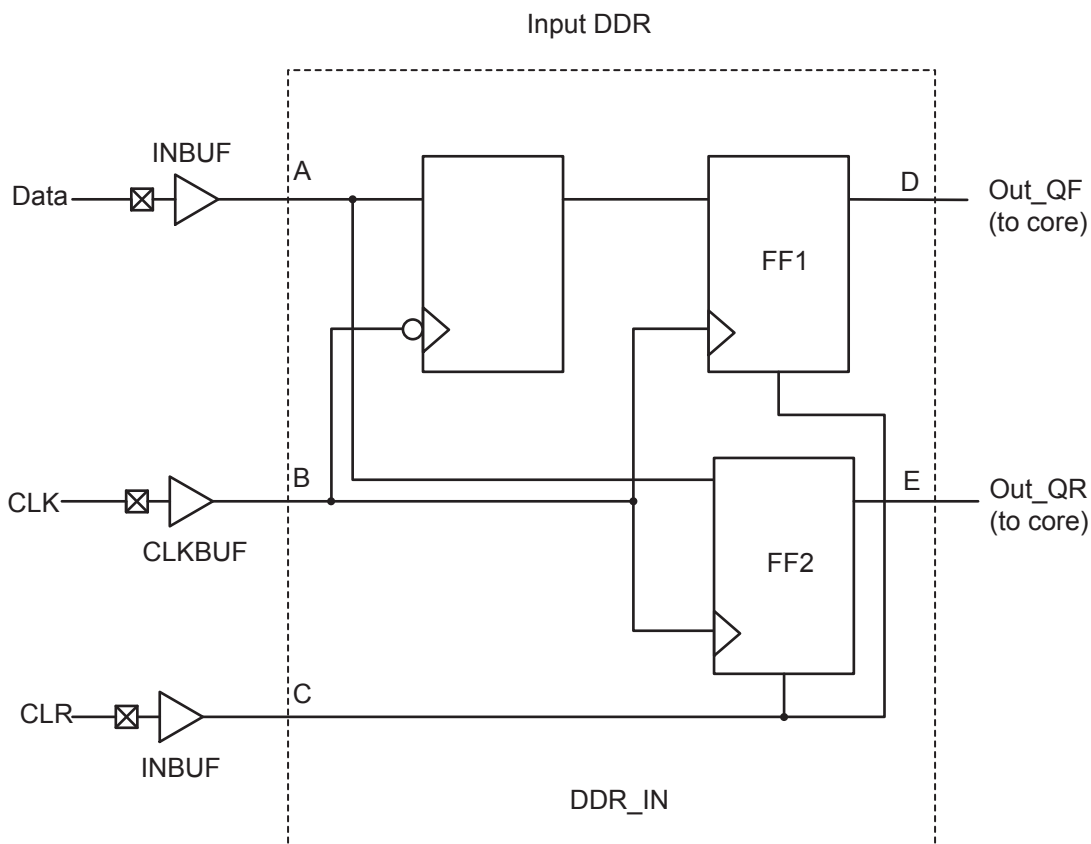 Input DDR
INBUF
Data
A
D
Out_QF
(to core)
FF1
B
E
CLK
Out_QR
(to core)
CLKBUF
FF2
C
CLR
INBUF
DDR_IN